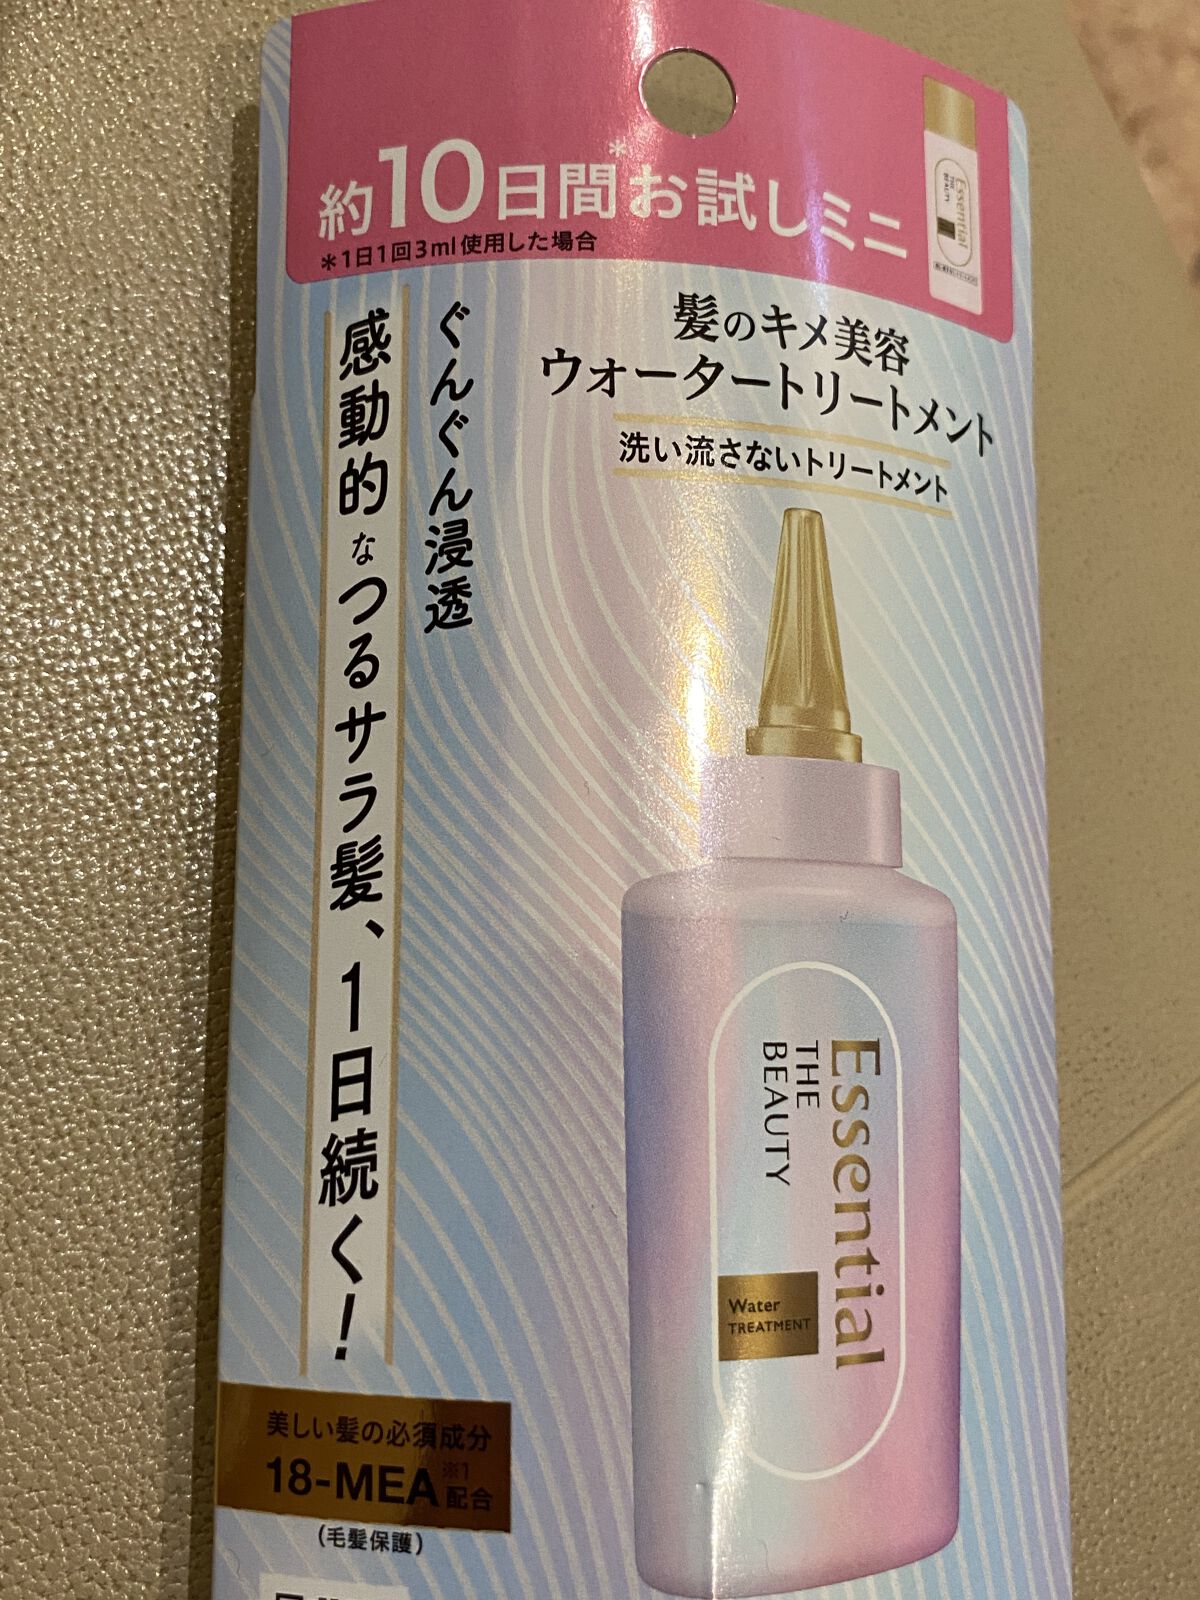 約10日間*お試しミニ
*1日1回3ml使用した場合
Essential
THE
BEAUTY
髪のキメ美容
ウォータートリートメント
洗い流さないトリートメント
ぐんぐん浸透
感動的なつるサラ髪、1日続く!
Essential
THE
BEAUTY
Water
TREATMENT
美しい髪の必須成分
18-MEA※1配合
(毛髪保護)